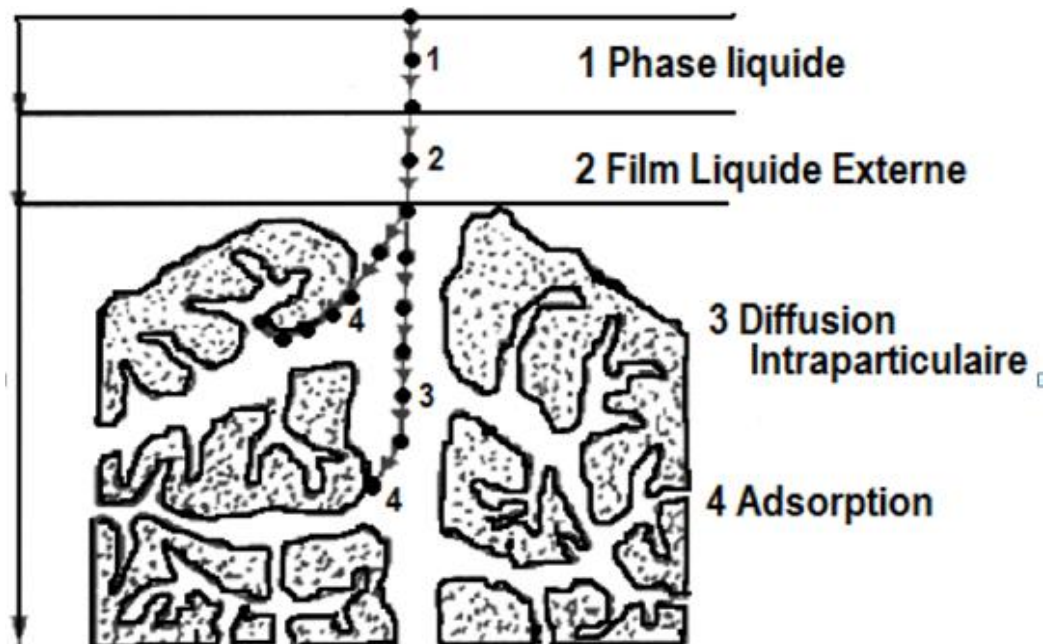 1
1 Phase liquide
2
2 Film Liquide Externe
4
3 Diffusion
Intraparticulaire
3
4
4 Adsorption